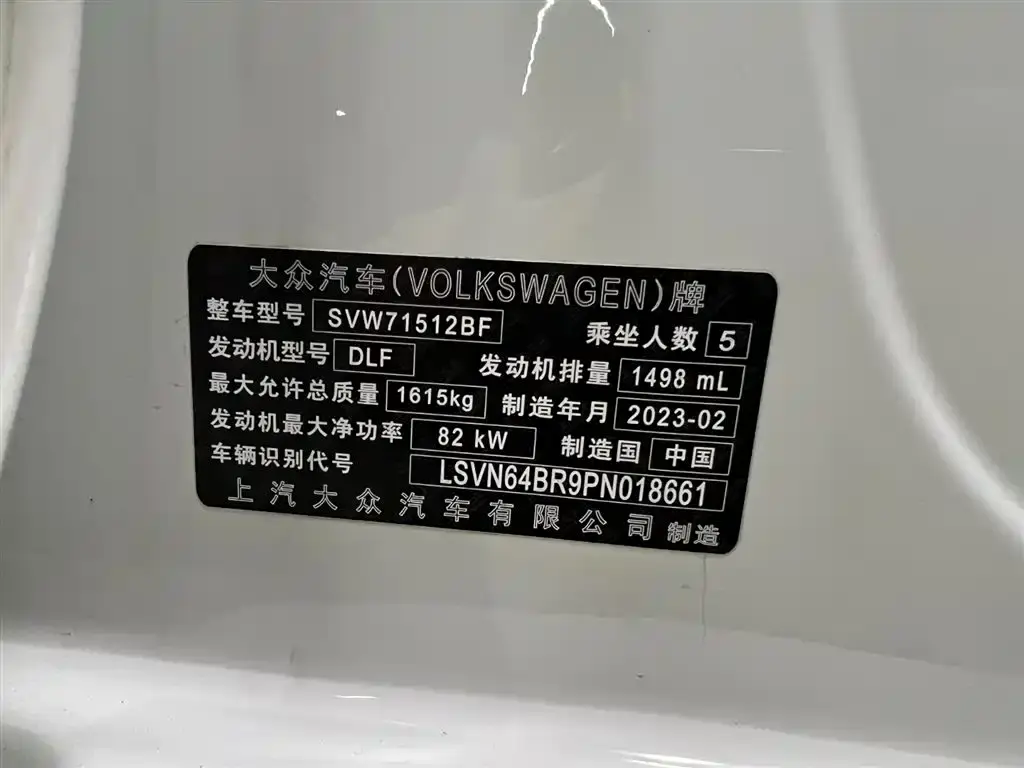 大众汽车(VOLKSWAGEN)牌
整车型号 SVW71512BF 乘坐人数 5
发动机型号 DLF 发动机排量 1498 mL
最大允许总质量 1615kg 制造年月 2023-02
发动机最大净功率 82 kW 制造国 中国
车辆识别代号 LSVN64BR9PN018661
上汽大众汽车有限公司 制造